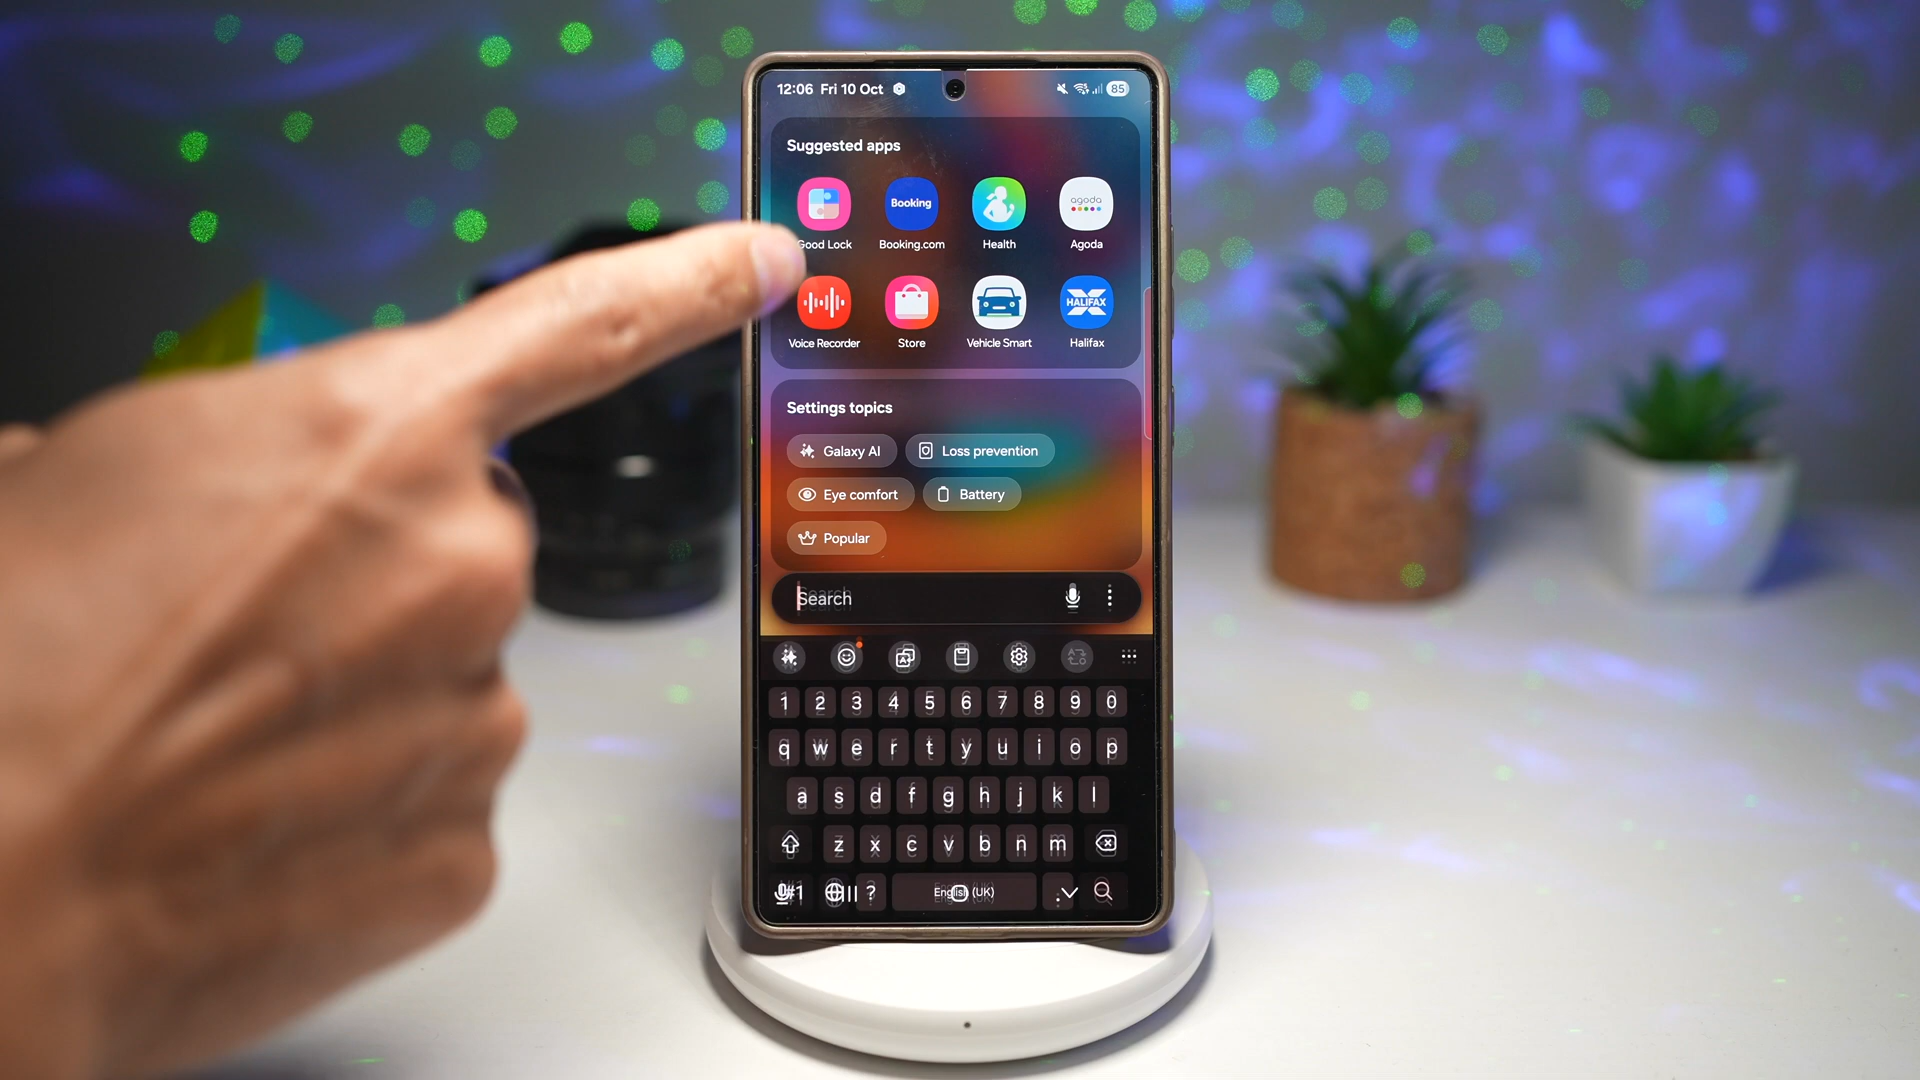 12:06 Fri 10 Oct 85
Suggested apps
Booking agoda
Good Lock Booking.com Health Agoda
HALIFAX
Voice Recorder Store Vehicle Smart Halifax
Settings topics
Galaxy AI Loss prevention
Eye comfort Battery
Popular
Search
1 2 3 4 5 6 7 8 9 0
q w e r t y u i o p
a s d f g h j k l
z x c v b n m
!#1 ? English (UK) .